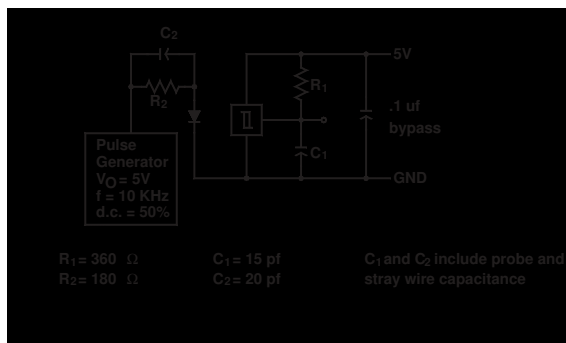 C2
5V
R1
R2
.1 uf
bypass
Pulse
Generator
VO = 5V
f = 10 KHz
d.c. = 50%
C1
GND
R1 = 360 Ω
C1 = 15 pf
C1 and C2 include probe and
R2 = 180 Ω
C2 = 20 pf
stray wire capacitance